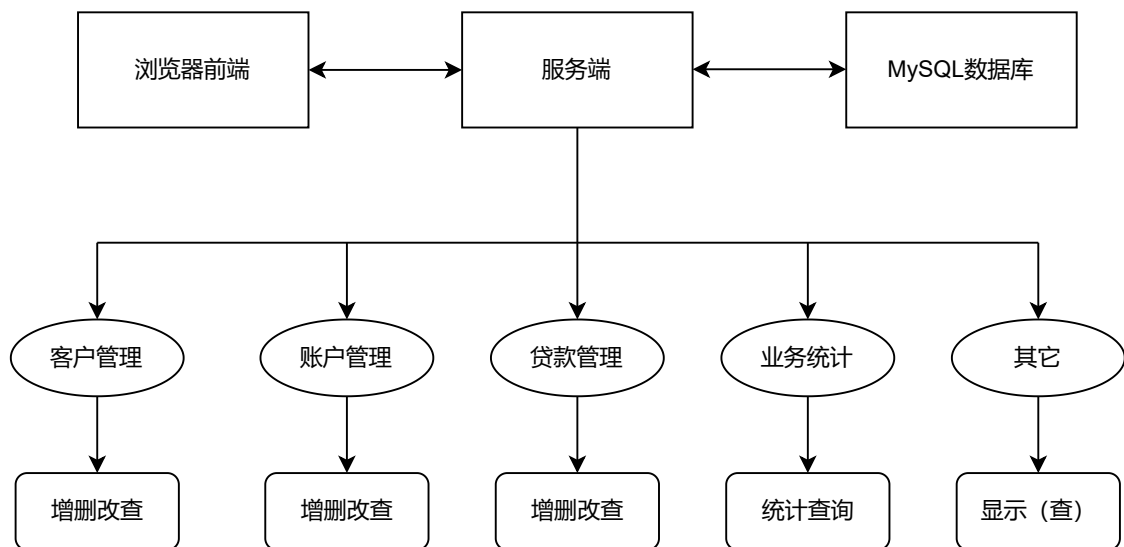 浏览器前端
服务端
MySQL数据库
客户管理
账户管理
贷款管理
业务统计
其它
增删改查
增删改查
增删改查
统计查询
显示（查）